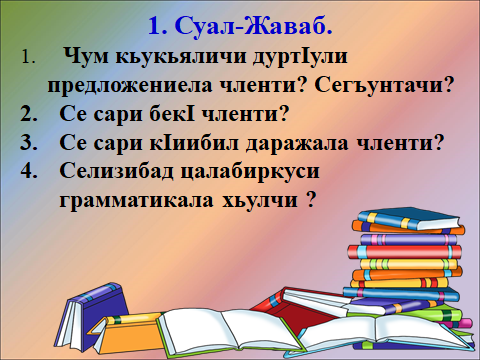 1. Суал-Жаваб.
1. Чум кьукьяличи дуртIули
предложениела членти? Сегъунтачи?
2. Се сари бекI членти?
3. Се сари кIиибил даражала членти?
4. Селизибад цалабиркуси
грамматикала хьулчи ?